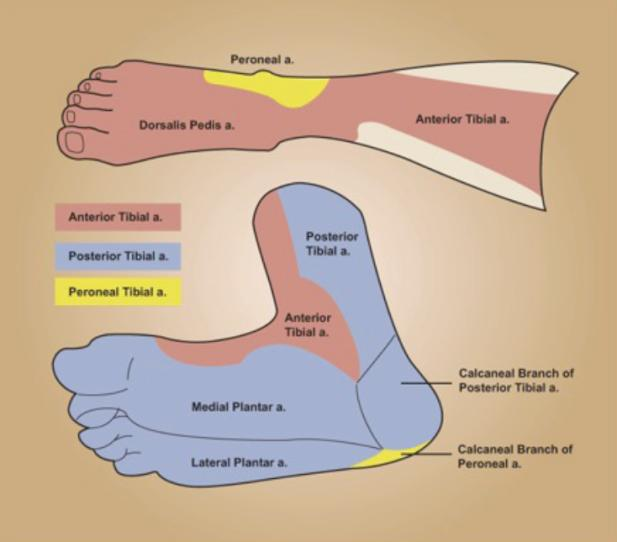 Peroneal a.
Dorsalis Pedis a.
Anterior Tibial a.
Anterior Tibial a.
Posterior Tibial a.
Peroneal Tibial a.
Posterior
Tibial a.
Anterior
Tibial a.
Calcaneal Branch of
Posterior Tibial a.
Medial Plantar a.
Lateral Plantar a.
Calcaneal Branch of
Peroneal a.